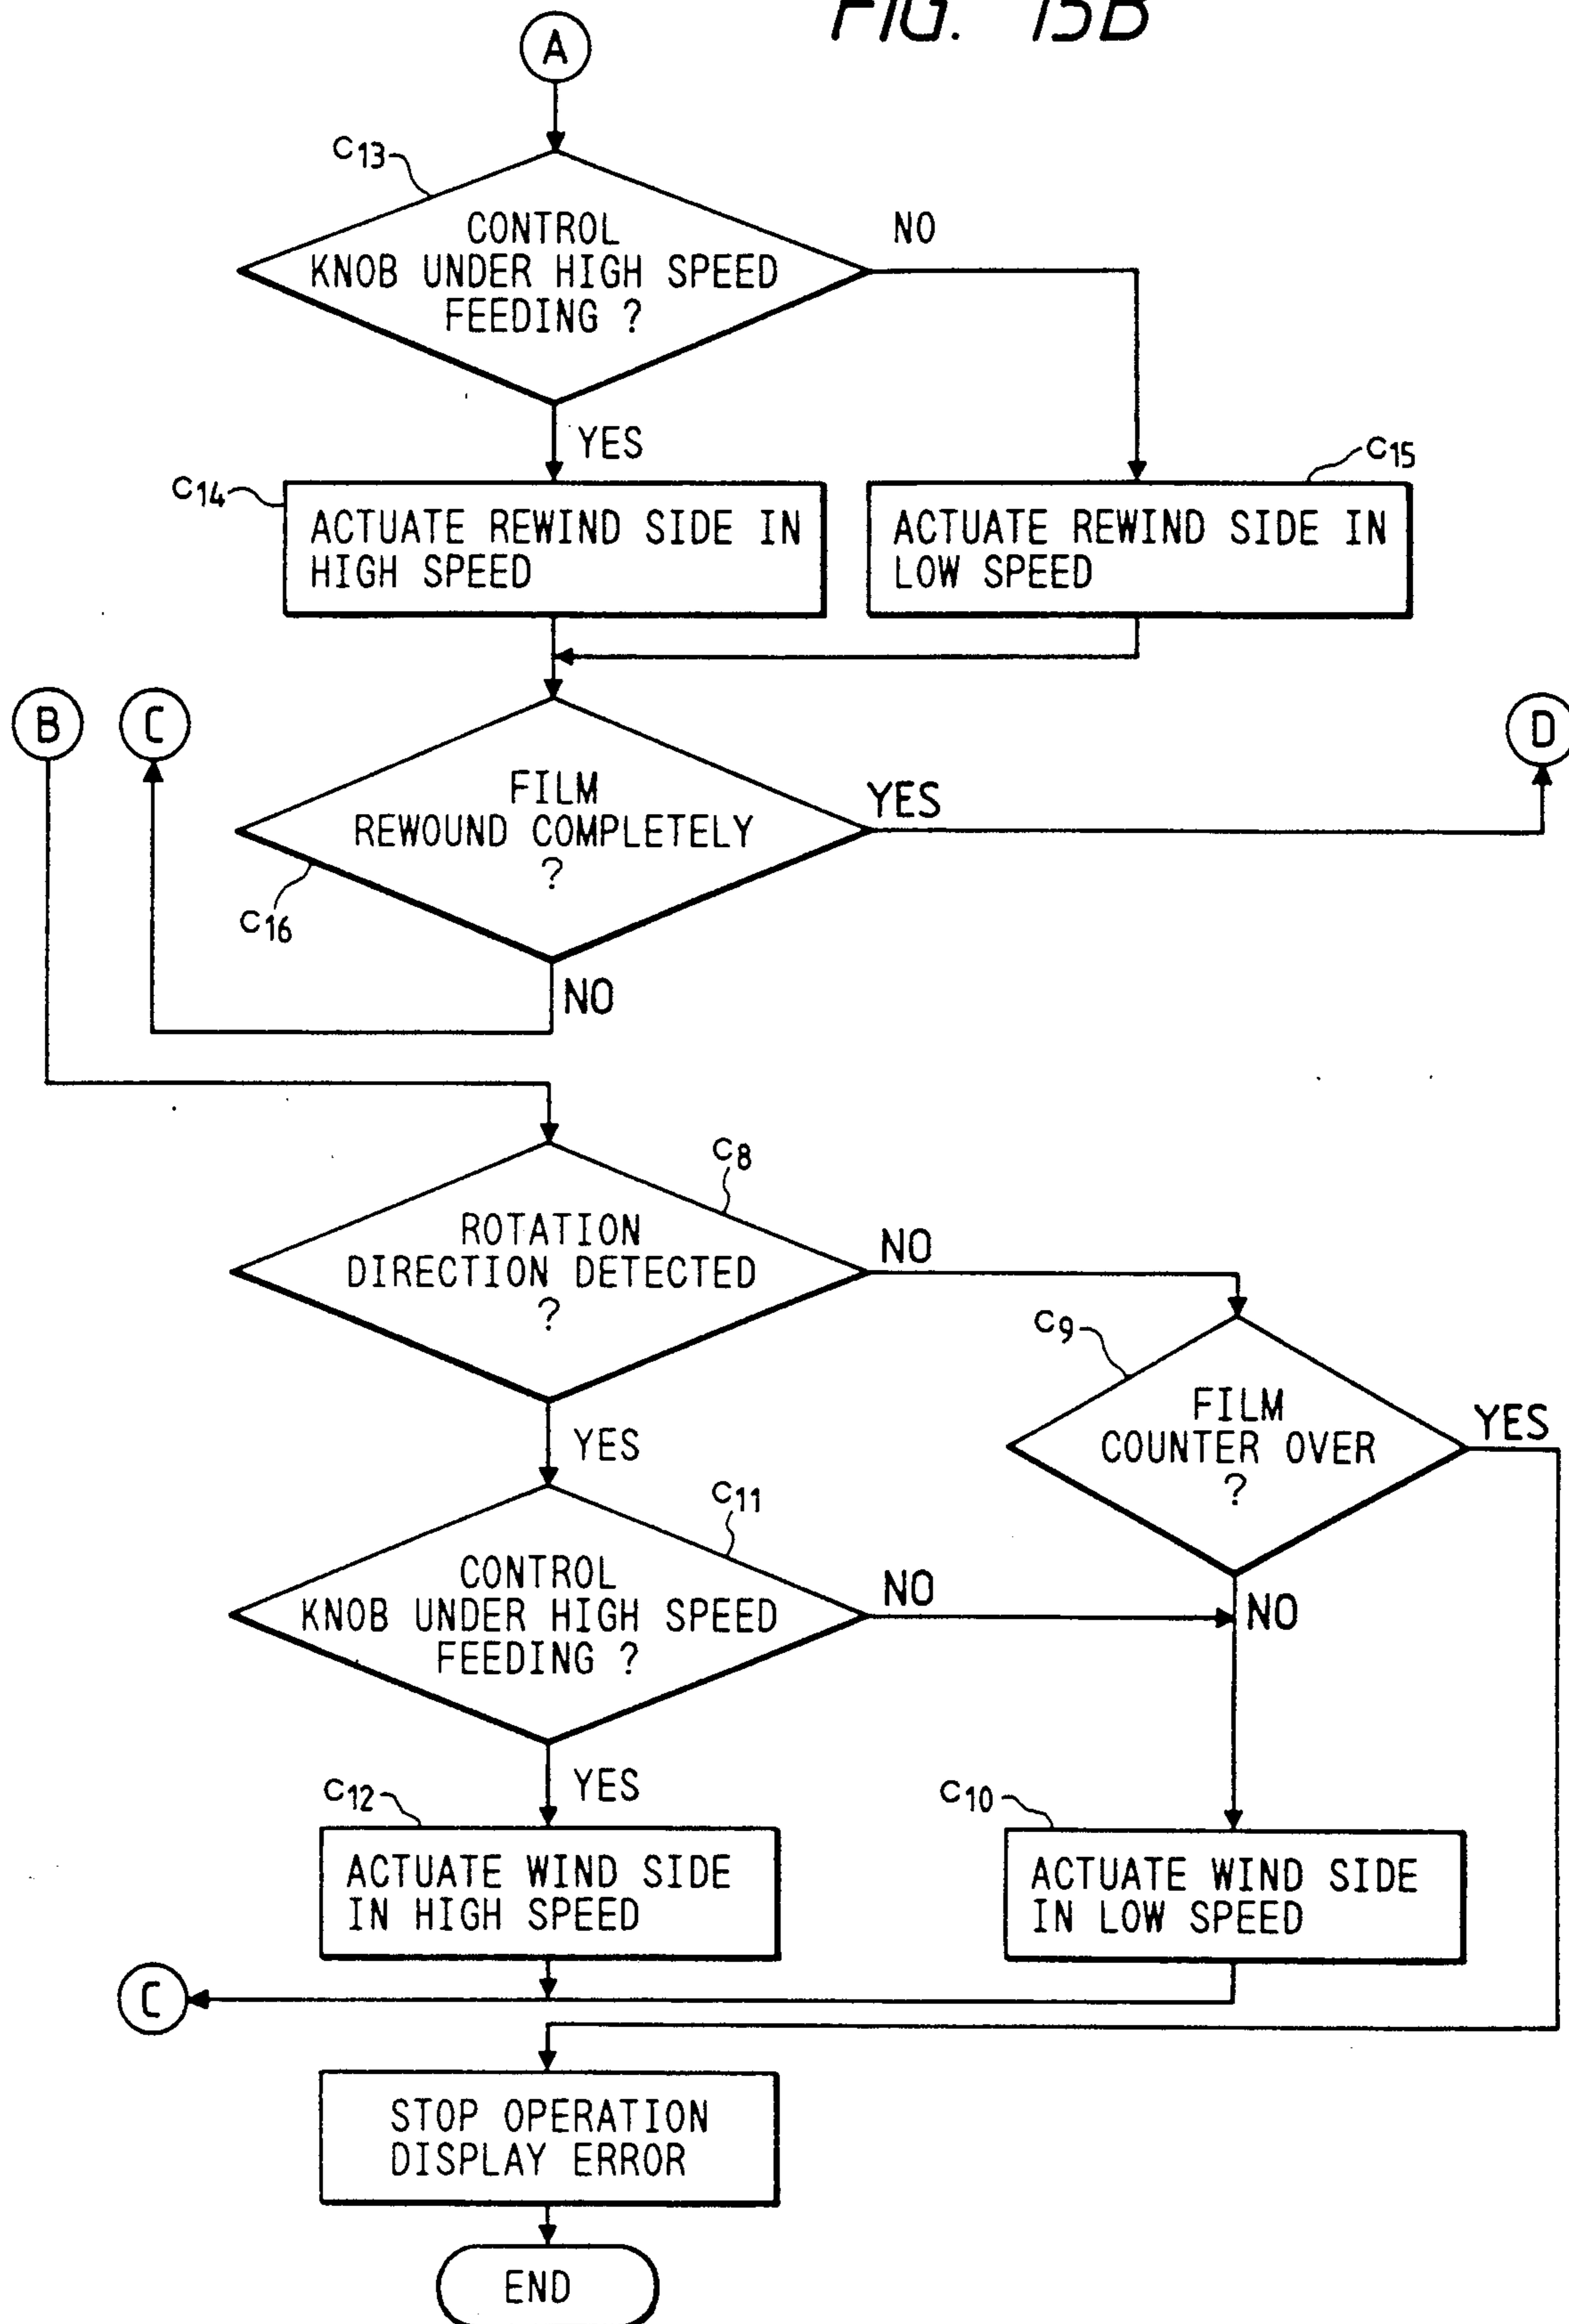 FIG. 15B
A
C13
CONTROL
KNOB UNDER HIGH SPEED
FEEDING ?
NO
YES
C14
ACTUATE REWIND SIDE IN
HIGH SPEED
C15
ACTUATE REWIND SIDE IN
LOW SPEED
B
C
D
FILM
REWOUND COMPLETELY
?
YES
C16
NO
C8
ROTATION
DIRECTION DETECTED
?
NO
YES
C9
FILM
COUNTER OVER
?
YES
NO
C11
CONTROL
KNOB UNDER HIGH SPEED
FEEDING ?
NO
YES
C12
ACTUATE WIND SIDE
IN HIGH SPEED
C10
ACTUATE WIND SIDE
IN LOW SPEED
C
STOP OPERATION
DISPLAY ERROR
END